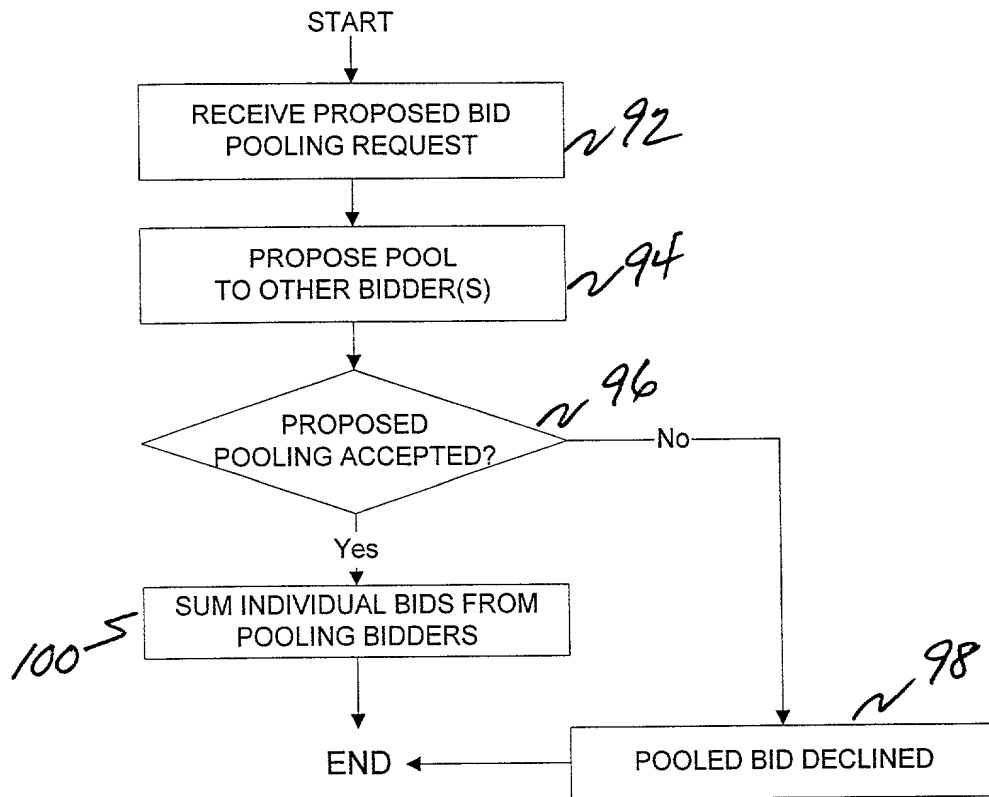 START
RECEIVE PROPOSED BID
POOLING REQUEST
92
PROPOSE POOL
TO OTHER BIDDER(S)
94
96
PROPOSED
POOLING ACCEPTED?
No
Yes
SUM INDIVIDUAL BIDS FROM
POOLING BIDDERS
100
98
END
POOLED BID DECLINED